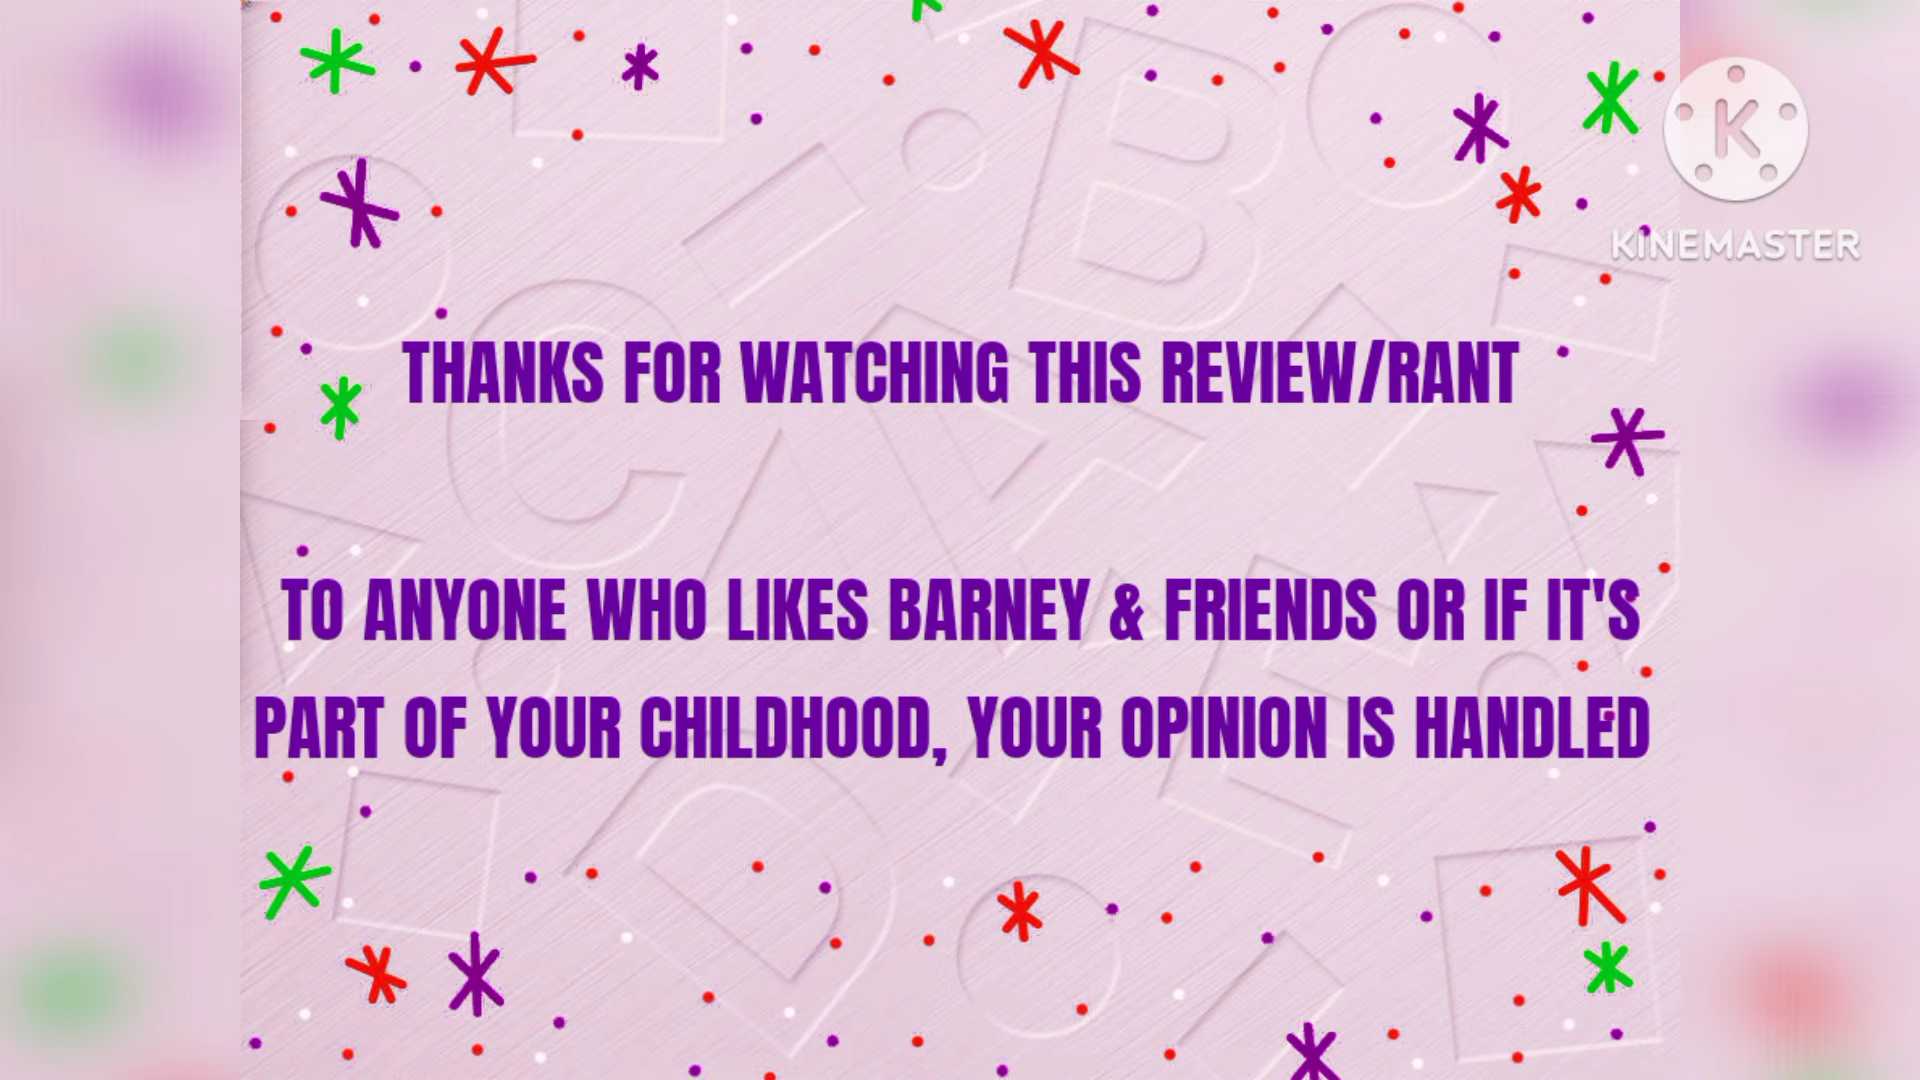 K
KINEMASTER
THANKS FOR WATCHING THIS REVIEW/RANT
TO ANYONE WHO LIKES BARNEY & FRIENDS OR IF IT'S
PART OF YOUR CHILDHOOD, YOUR OPINION IS HANDLED